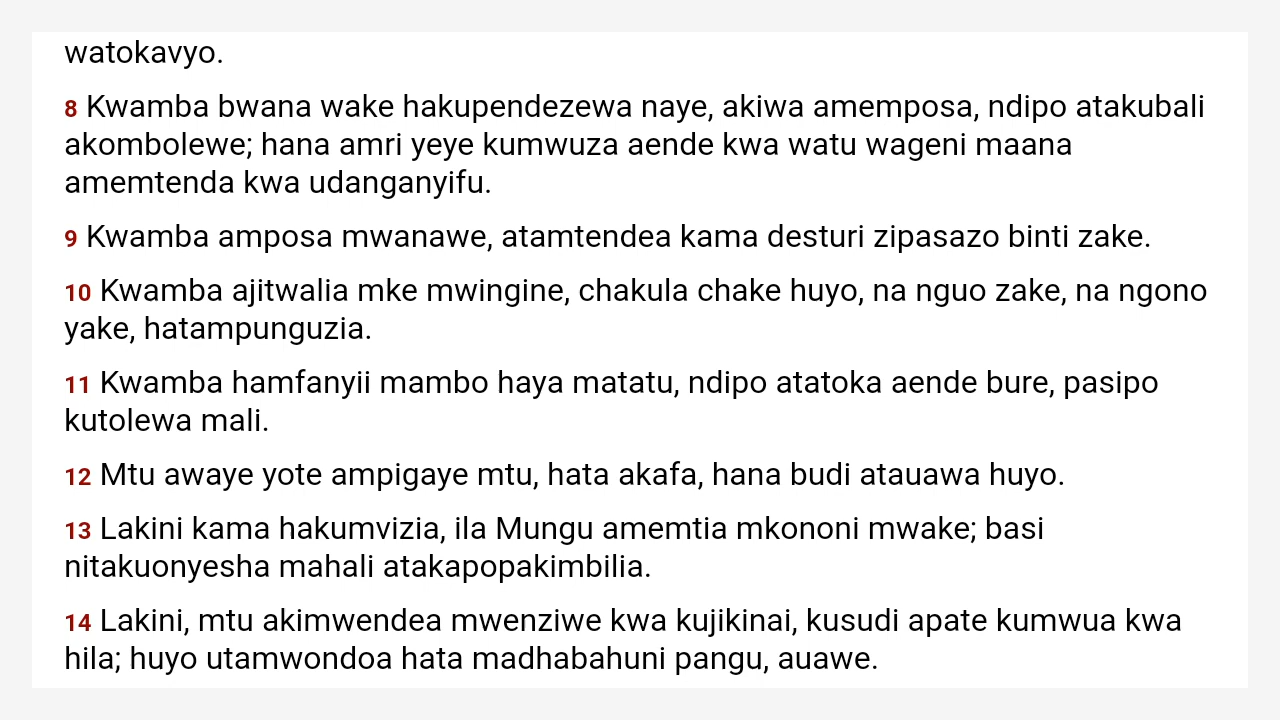 watokavyo.
8 Kwamba bwana wake hakupendezewa naye, akiwa amemposa, ndipo atakubali
akombolewe; hana amri yeye kumwuza aende kwa watu wageni maana
amemtenda kwa udanganyifu.
9 Kwamba amposa mwanawe, atamtendea kama desturi zipasazo binti zake.
10 Kwamba ajitwalia mke mwingine, chakula chake huyo, na nguo zake, na ngono
yake, hatampunguzia.
11 Kwamba hamfanyii mambo haya matatu, ndipo atatoka aende bure, pasipo
kutolewa mali.
12 Mtu awaye yote ampigaye mtu, hata akafa, hana budi atauawa huyo.
13 Lakini kama hakumvizia, ila Mungu amemtia mkononi mwake; basi
nitakuonyesha mahali atakapopakimbilia.
14 Lakini, mtu akimwendea mwenziwe kwa kujikinai, kusudi apate kumwua kwa
hila; huyo utamwondoa hata madhabahuni pangu, auawe.